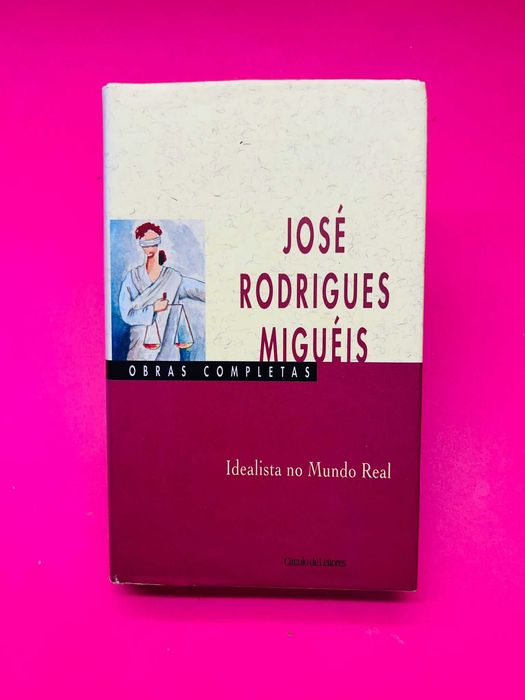 JOSÉ
RODRIGUES
MIGUÉIS
OBRAS COMPLETAS
Idealista no Mundo Real
Círculo de Leitores